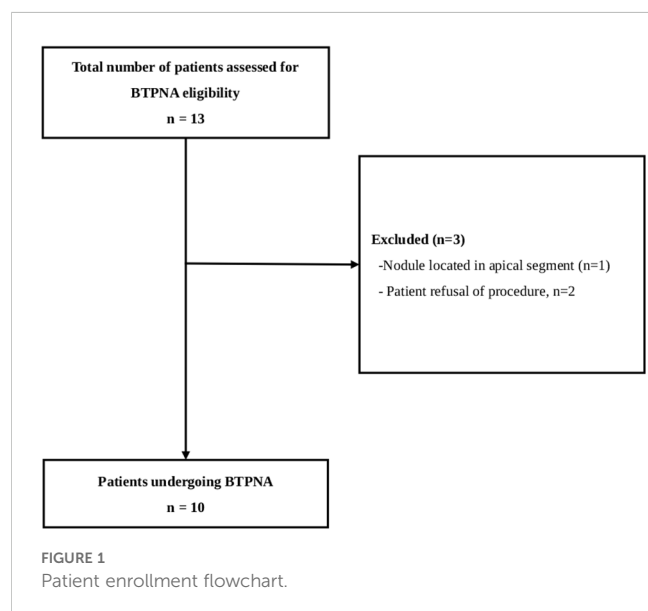 Total number of patients assessed for
BTPNA eligibility
n = 13
Excluded (n=3)
-Nodule located in apical segment (n=1)
- Patient refusal of procedure, n=2
Patients undergoing BTPNA
n = 10
FIGURE 1
Patient enrollment flowchart.